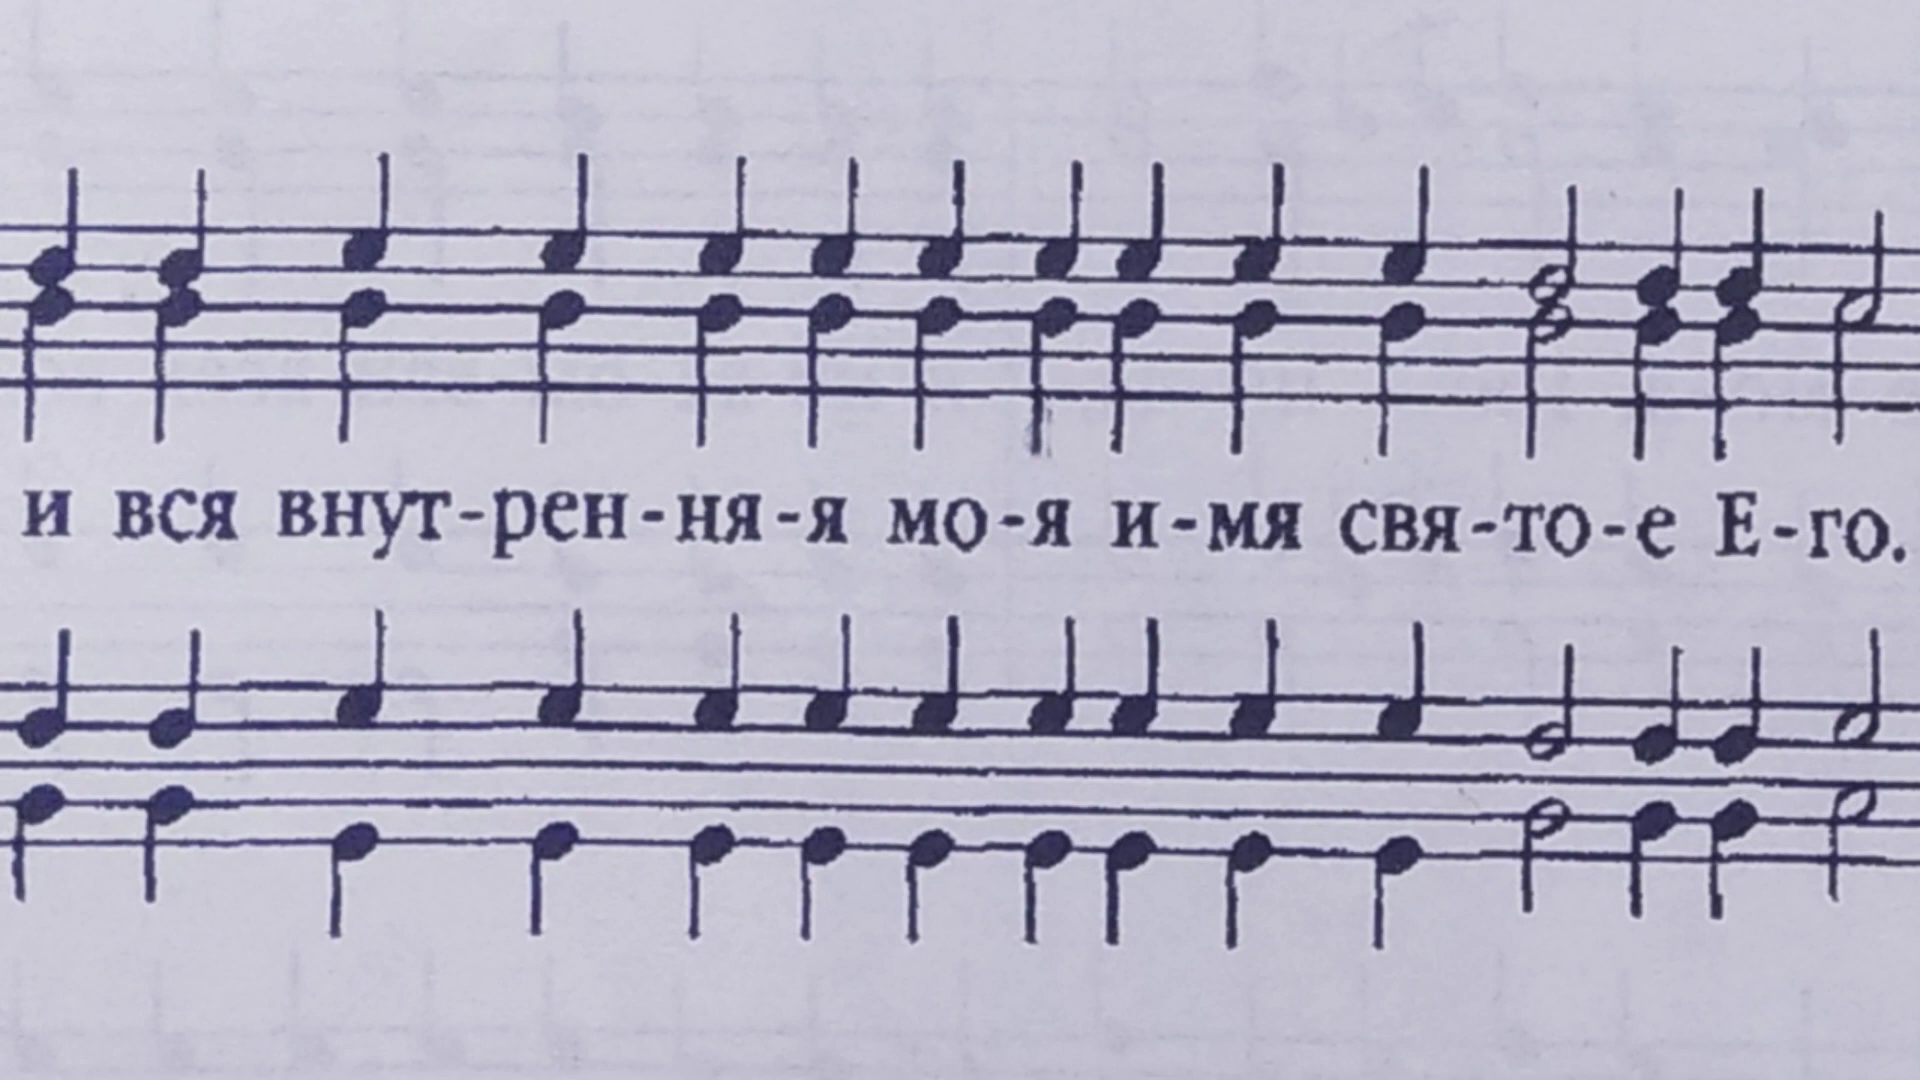 и вся внут-рен-ня-я мо-я и-мя свя-то-е Е-го.